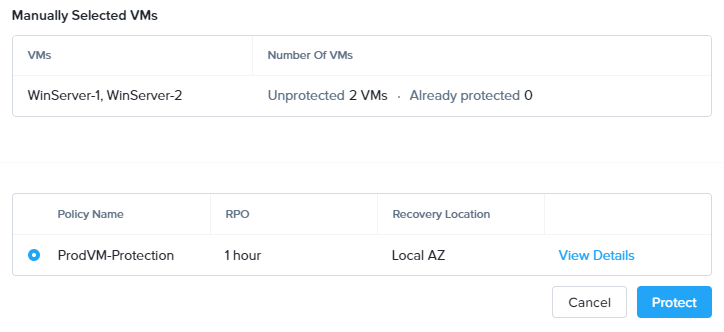 Manually Selected VMs
VMs Number Of VMs
WinServer-1, WinServer-2 Unprotected 2 VMs · Already protected 0
Policy Name RPO Recovery Location
ProdVM-Protection 1 hour Local AZ View Details
Cancel Protect